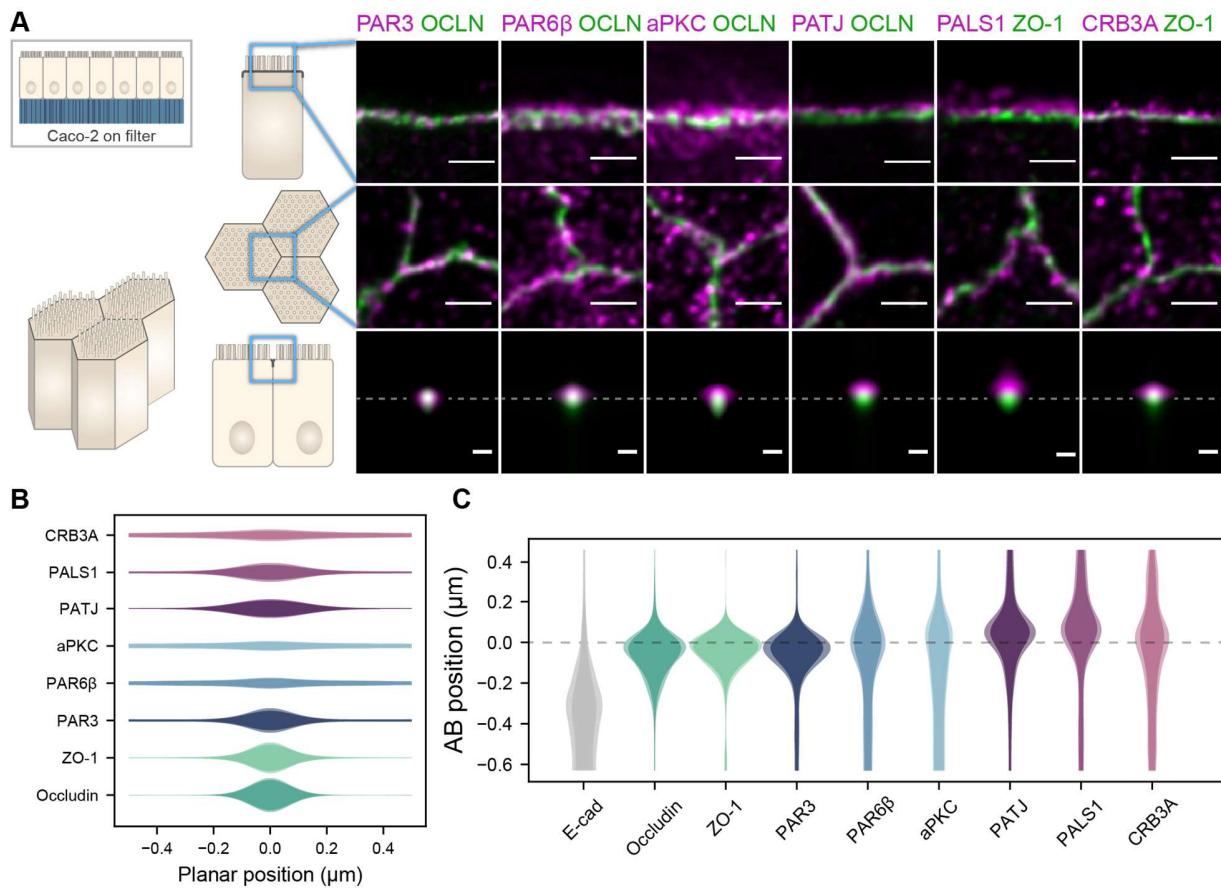 A
PAR3 OCLN
PAR6β OCLN
aPKC OCLN
PATJ OCLN
PALS1 ZO-1
CRB3A ZO-1
Caco-2 on filter
B
CRB3A
PALS1
PATJ
aPKC
PAR6β
PAR3
ZO-1
Occludin
−0.4 −0.2 0.0 0.2 0.4
Planar position (µm)
C
AB position (µm)
0.4
0.2
0.0
−0.2
−0.4
−0.6
E-cad
Occludin
ZO-1
PAR3
PAR6β
aPKC
PATJ
PALS1
CRB3A